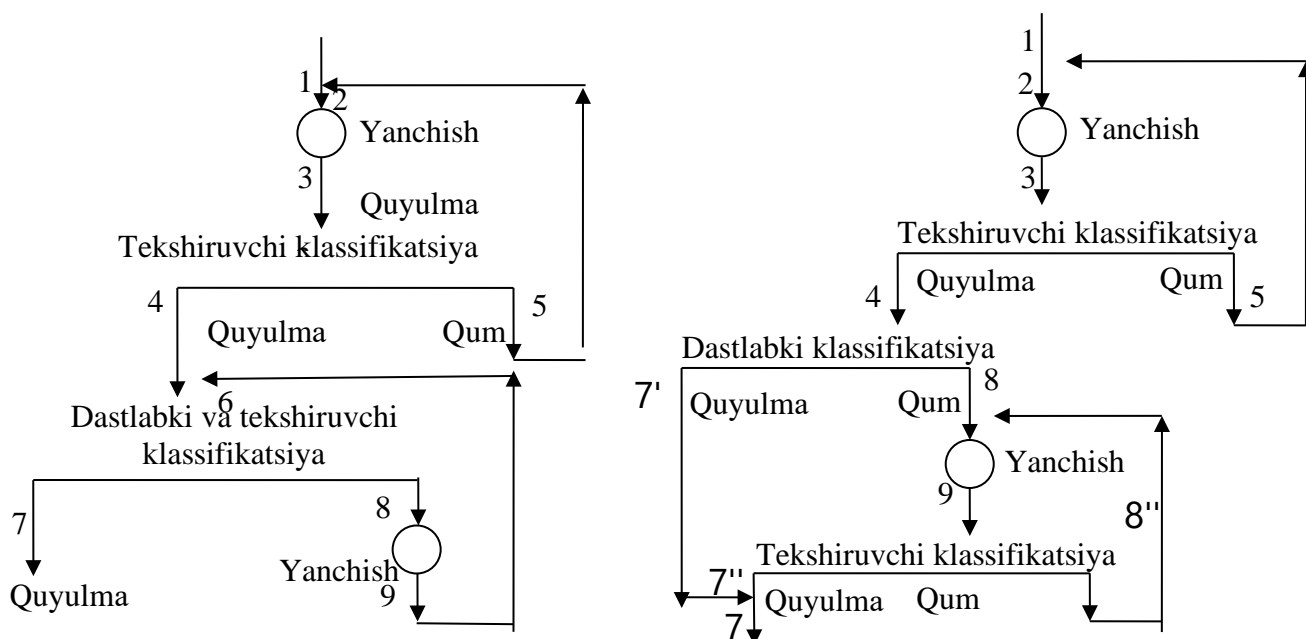 1
2
Yanchish
3
Quyulma
Tekshiruvchi klassifikatsiya
4
5
Quyulma
Qum
6
Dastlabki va tekshiruvchi
klassifikatsiya
7
8
Yanchish
9
Quyulma
1
2
Yanchish
3
Tekshiruvchi klassifikatsiya
4
Quyulma
Qum
5
Dastlabki klassifikatsiya
7'
8
Quyulma
Qum
Yanchish
9
8''
Tekshiruvchi klassifikatsiya
7''
Quyulma
Qum
7